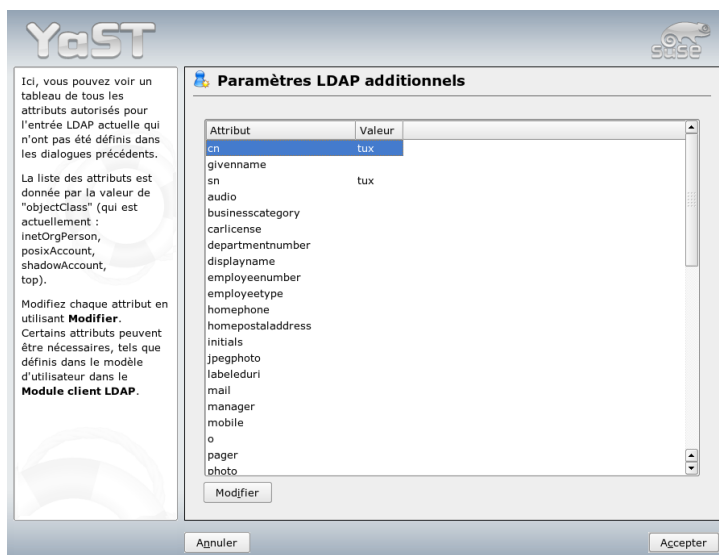 YaST
SUSE
Ici, vous pouvez voir un
tableau de tous les
attributs autorisés pour
l'entrée LDAP actuelle qui
n'ont pas été définis dans
les dialogues précédents.
La liste des attributs est
donnée par la valeur de
"objectClass" (qui est
actuellement :
inetOrgPerson,
posixAccount,
shadowAccount,
top).
Modifiez chaque attribut en
utilisant Modifier.
Certains attributs peuvent
être nécessaires, tels que
définis dans le modèle
d'utilisateur dans le
Module client LDAP.
Paramètres LDAP additionnels
Attribut Valeur
cn tux
givenname
sn tux
audio
businesscategory
carlicense
departmentnumber
displayname
employeenumber
employeetype
homephone
homepostaladdress
initials
jpegphoto
labeleduri
mail
manager
mobile
o
pager
photo
Modifier
Annuler
Accepter